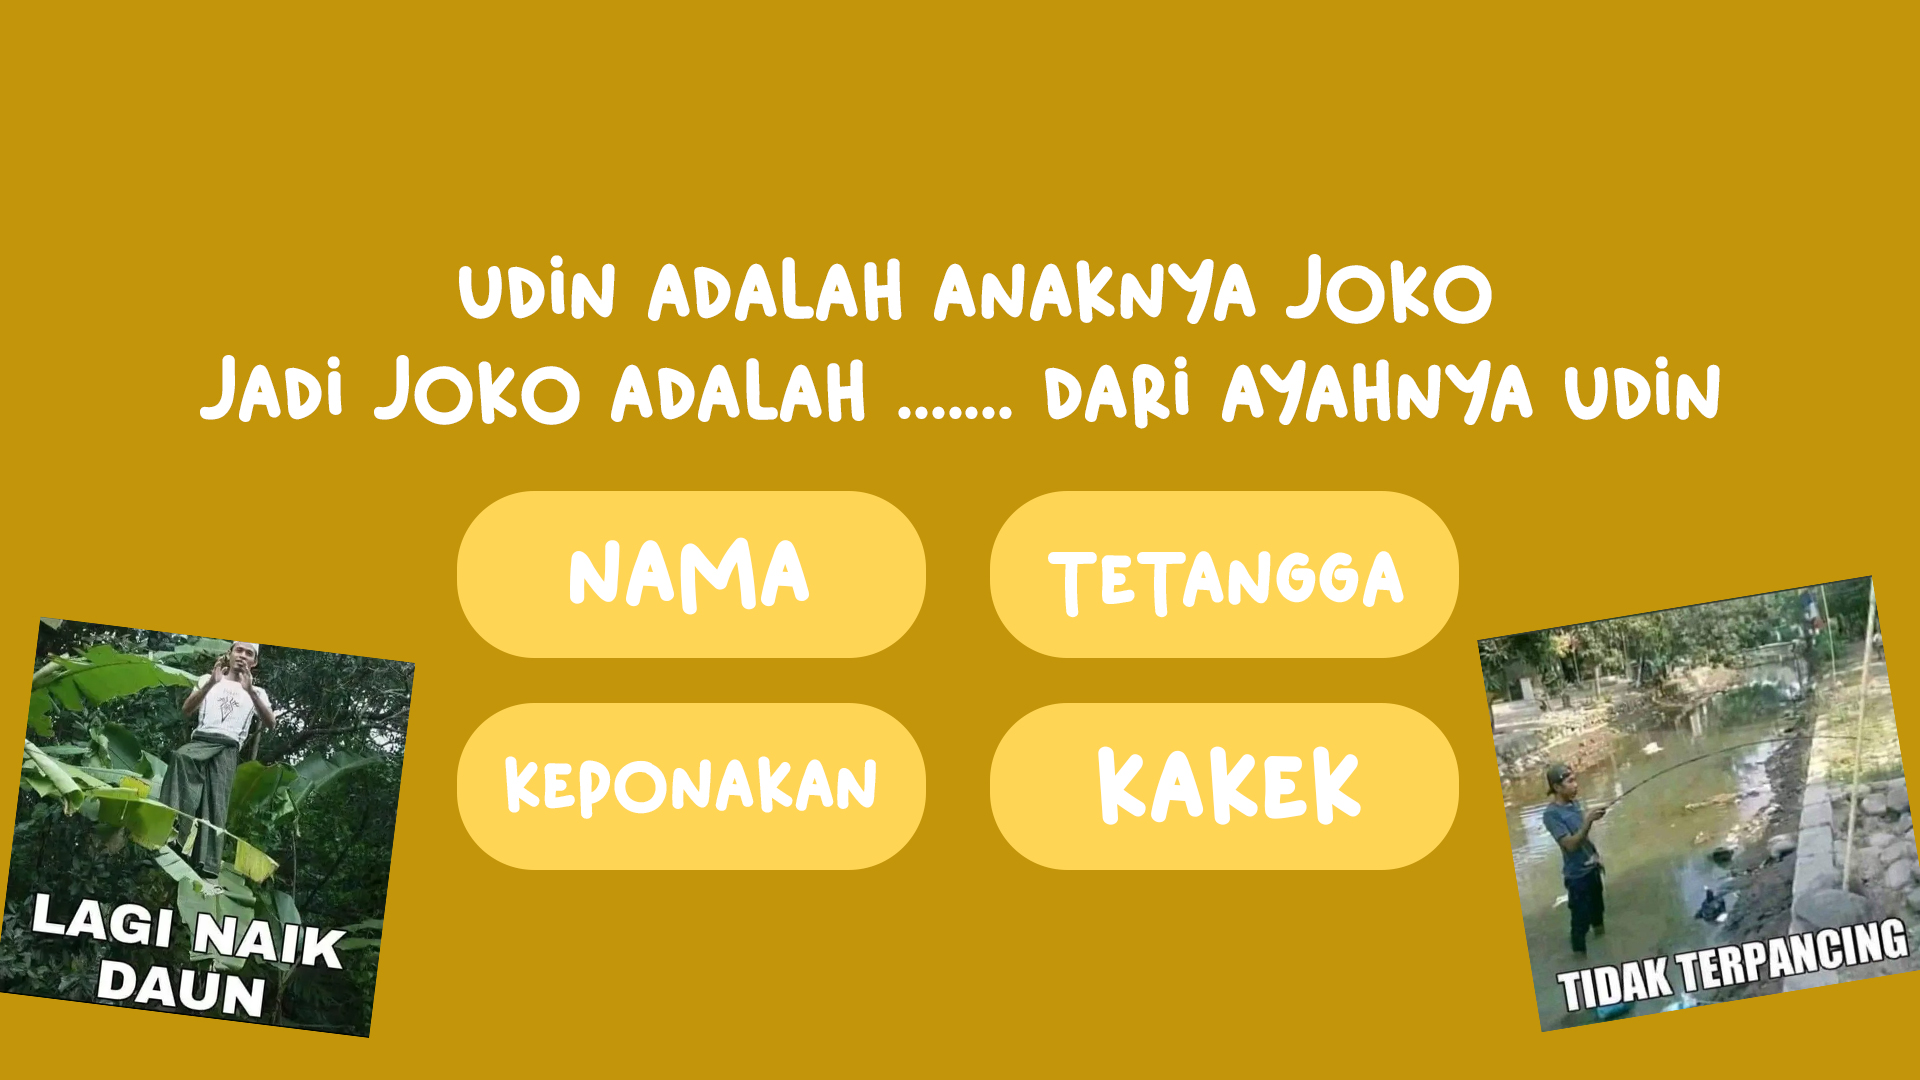 UDIN ADALAH ANAKNYA JOKO
JADI JOKO ADALAH ....... DARI AYAHNYA UDIN
NAMA
TETANGGA
KEPONAKAN
KAKEK
LAGI NAIK
DAUN
TIDAK TERPANCING